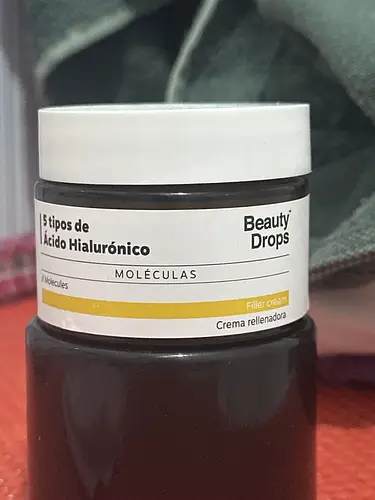 5 tipos de
Ácido Hialurónico
Beauty
Drops
MOLÉCULAS
// Molecules
Filler cream
Crema rellenadora